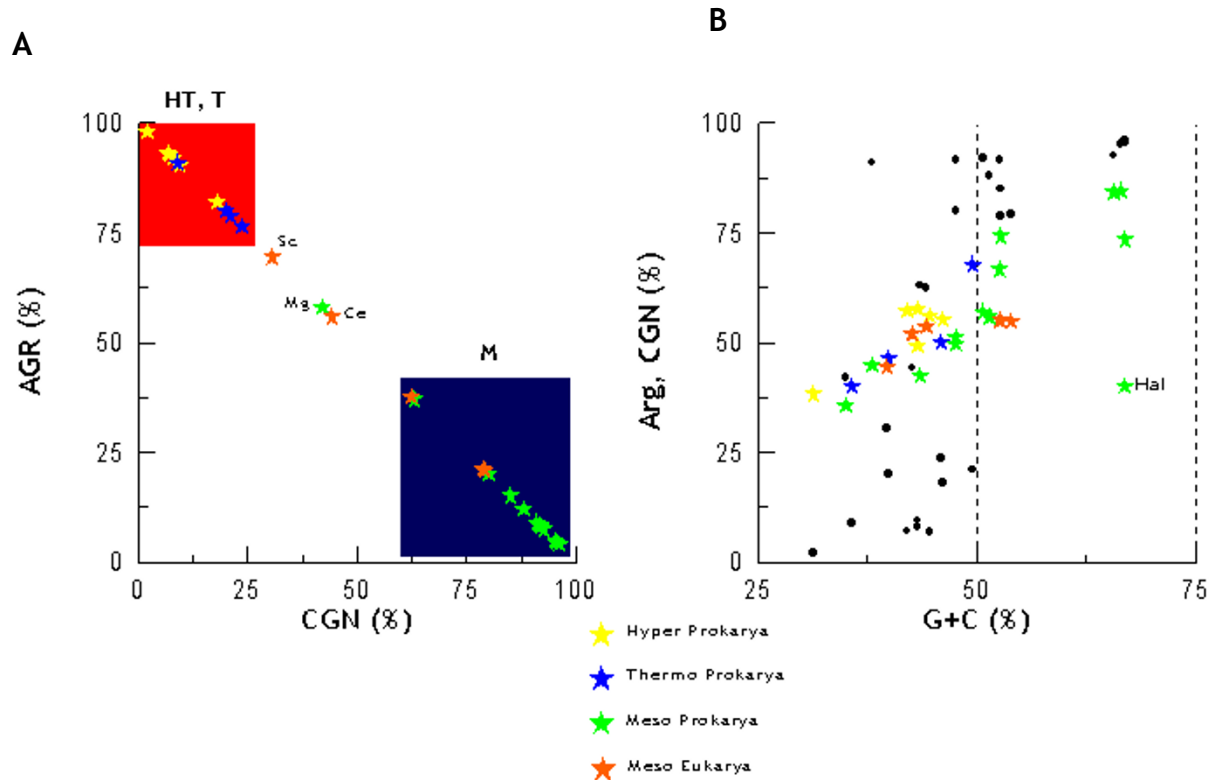 A
B
HT, T
100
75
50
25
0
AGR (%)
Sc
Mg
Ce
M
0
25
50
75
100
CGN (%)
100
75
50
25
0
Arg, CGN (%)
Hal
25
50
75
G+C (%)
Hyper Prokarya
Thermo Prokarya
Meso Prokarya
Meso Eukarya